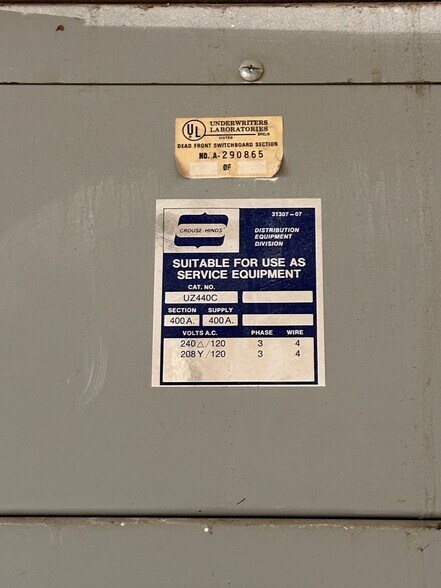 UL
UNDERWRITERS
LABORATORIES
INC.®
LISTED
DEAD FRONT SWITCHBOARD SECTION
NO. A-290865
OF
31307-07
CROUSE-HINDS
DISTRIBUTION
EQUIPMENT
DIVISION
SUITABLE FOR USE AS
SERVICE EQUIPMENT
CAT. NO.
UZ440C
SECTION SUPPLY
400A. 400A.
VOLTS A.C. PHASE WIRE
240△/120 3 4
208Y/120 3 4